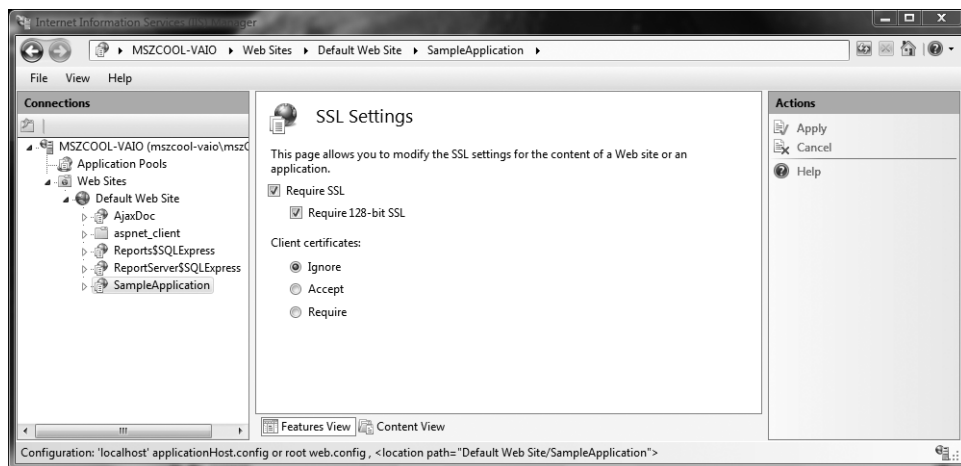 Internet Information Services (IIS) Manager
MSZCOOL-VAIO Web Sites Default Web Site SampleApplication
File View Help
Connections
MSZCOOL-VAIO (mszcool-vaio\msz
Application Pools
Web Sites
Default Web Site
AjaxDoc
aspnet_client
Reports$SQLExpress
ReportServer$SQLExpress
SampleApplication
SSL Settings
This page allows you to modify the SSL settings for the content of a Web site or an
application.
Require SSL
Require 128-bit SSL
Client certificates:
Ignore
Accept
Require
Features View Content View
Actions
Apply
Cancel
Help
Configuration: 'localhost' applicationHost.config or root web.config , <location path="Default Web Site/SampleApplication">